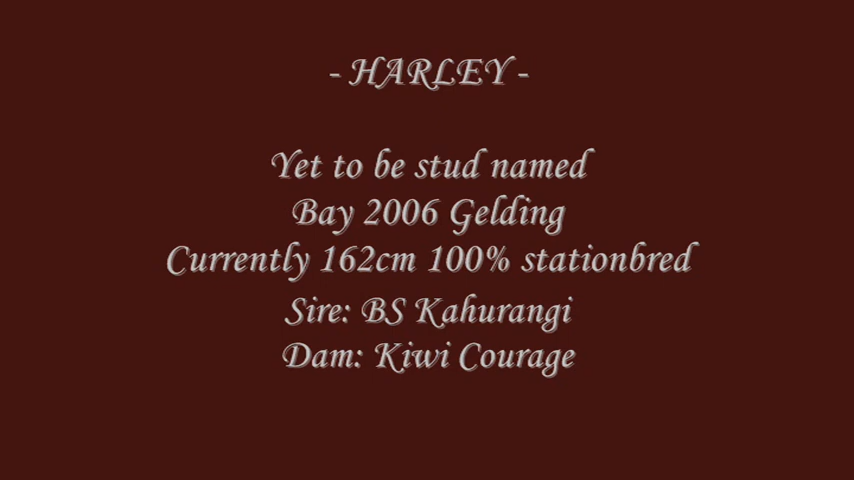 - HARLEY -
Yet to be stud named
Bay 2006 Gelding
Currently 162cm 100% stationbred
Sire: BS Kahurangi
Dam: Kiwi Courage